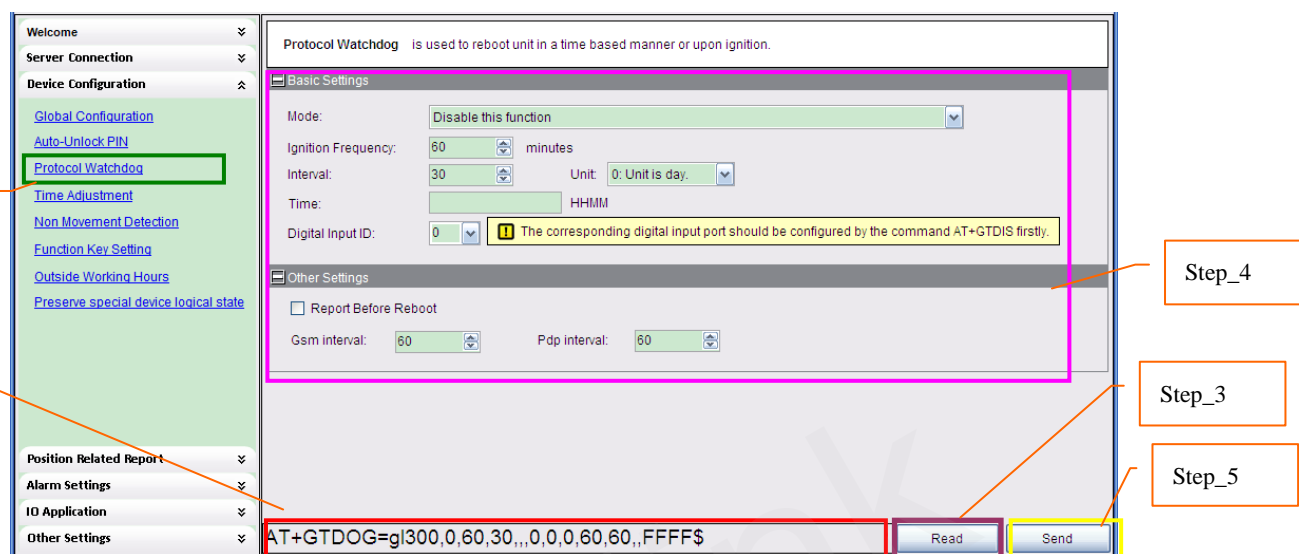 Welcome
Server Connection
Device Configuration
Global Configuration
Auto-Unlock PIN
Protocol Watchdog
Time Adjustment
Non Movement Detection
Function Key Setting
Outside Working Hours
Preserve special device logical state
Position Related Report
Alarm Settings
IO Application
Other Settings
Protocol Watchdog is used to reboot unit in a time based manner or upon ignition.
Basic Settings
Mode: Disable this function
Ignition Frequency: 60 minutes
Interval: 30 Unit: 0: Unit is day.
Time: HHMM
Digital Input ID: 0 The corresponding digital input port should be configured by the command AT+GTDIS firstly.
Other Settings
Report Before Reboot
Gsm interval: 60 Pdp interval: 60
AT+GTDOG=gl300,0,60,30,,,0,0,0,60,60,,FFFF$ Read Send
Step_4
Step_3
Step_5